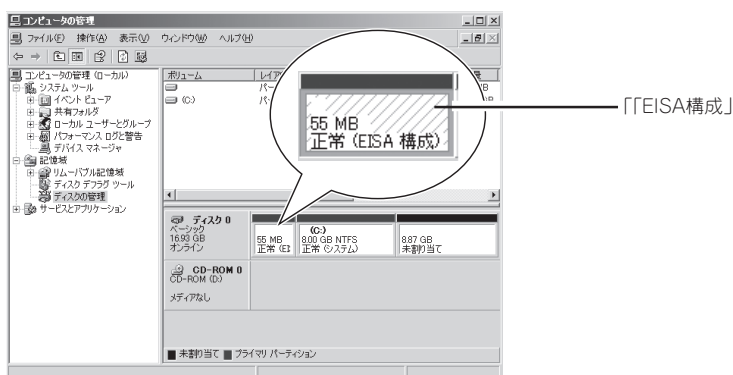 コンピュータの管理
ファイル(F) 操作(A) 表示(V) ウィンドウ(W) ヘルプ(H)
コンピュータの管理 (ローカル)
システム ツール
イベント ビューア
共有フォルダ
ローカル ユーザーとグループ
パフォーマンス ログと警告
デバイス マネージャ
記憶域
リムーバブル記憶域
ディスク デフラグ ツール
ディスクの管理
サービスとアプリケーション
ボリューム
(C:)
55 MB
正常 (EISA 構成)
「｢EISA構成」
ディスク 0
ベーシック
16.93 GB
オンライン
55 MB
正常 (EI
(C:)
8.00 GB NTFS
正常 (システム)
8.87 GB
未割り当て
CD-ROM 0
CD-ROM (D:)
メディアなし
未割り当て プライマリ パーティション